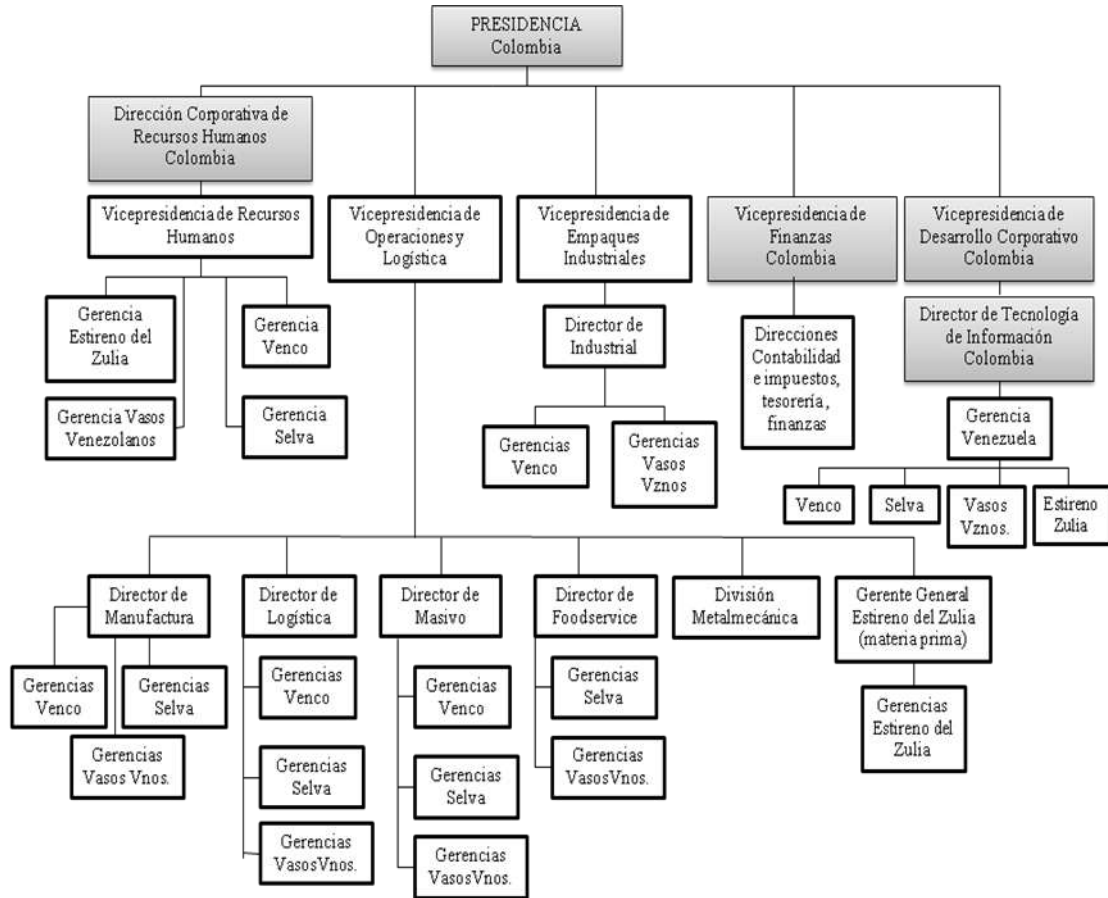 PRESIDENCIA
Colombia
Dirección Corporativa de
Recursos Humanos
Colombia
Vicepresidencia de Recursos
Humanos
Vicepresidencia de
Operaciones y
Logística
Vicepresidencia de
Empaques
Industriales
Vicepresidencia de
Finanzas
Colombia
Vicepresidencia de
Desarrollo Corporativo
Colombia
Gerencia
Estireno del
Zulia
Gerencia
Venco
Gerencia Vasos
Venezolanos
Gerencia
Selva
Director de
Industrial
Gerencias
Venco
Gerencias
Vasos
Vznos
Direcciones
Contabilidad
e impuestos,
tesorería,
finanzas
Director de Tecnología
de Información
Colombia
Gerencia
Venezuela
Venco
Selva
Vasos
Vznos.
Estireno
Zulia
Director de
Manufactura
Gerencias
Venco
Gerencias
Selva
Gerencias
Vasos Vnos.
Director de
Logística
Gerencias
Venco
Gerencias
Selva
Gerencias
VasosVnos.
Director de
Masivo
Gerencias
Venco
Gerencias
Selva
Gerencias
VasosVnos.
Director de
Foodservice
Gerencias
Selva
Gerencias
VasosVnos.
División
Metalmecánica
Gerente General
Estireno del Zulia
(materia prima)
Gerencias
Estireno del
Zulia